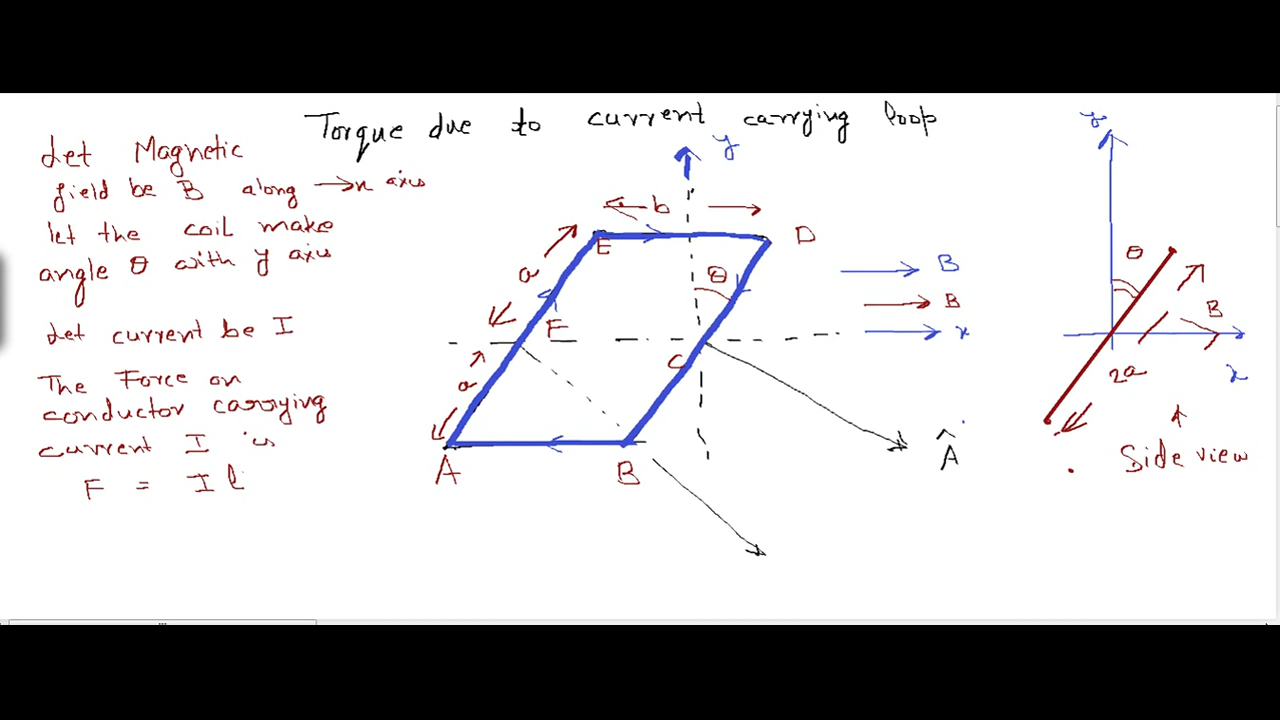 Torque due to current carrying loop
Let Magnetic
field be B along → x axis
let the coil make
angle θ with y axis
Let current be I
The Force on
conductor carrying
current I is
F = I l
y
b
E
D
a
θ
F
C
a
A
B
B
B
x
Â
y
θ
B
2a
x
Side view